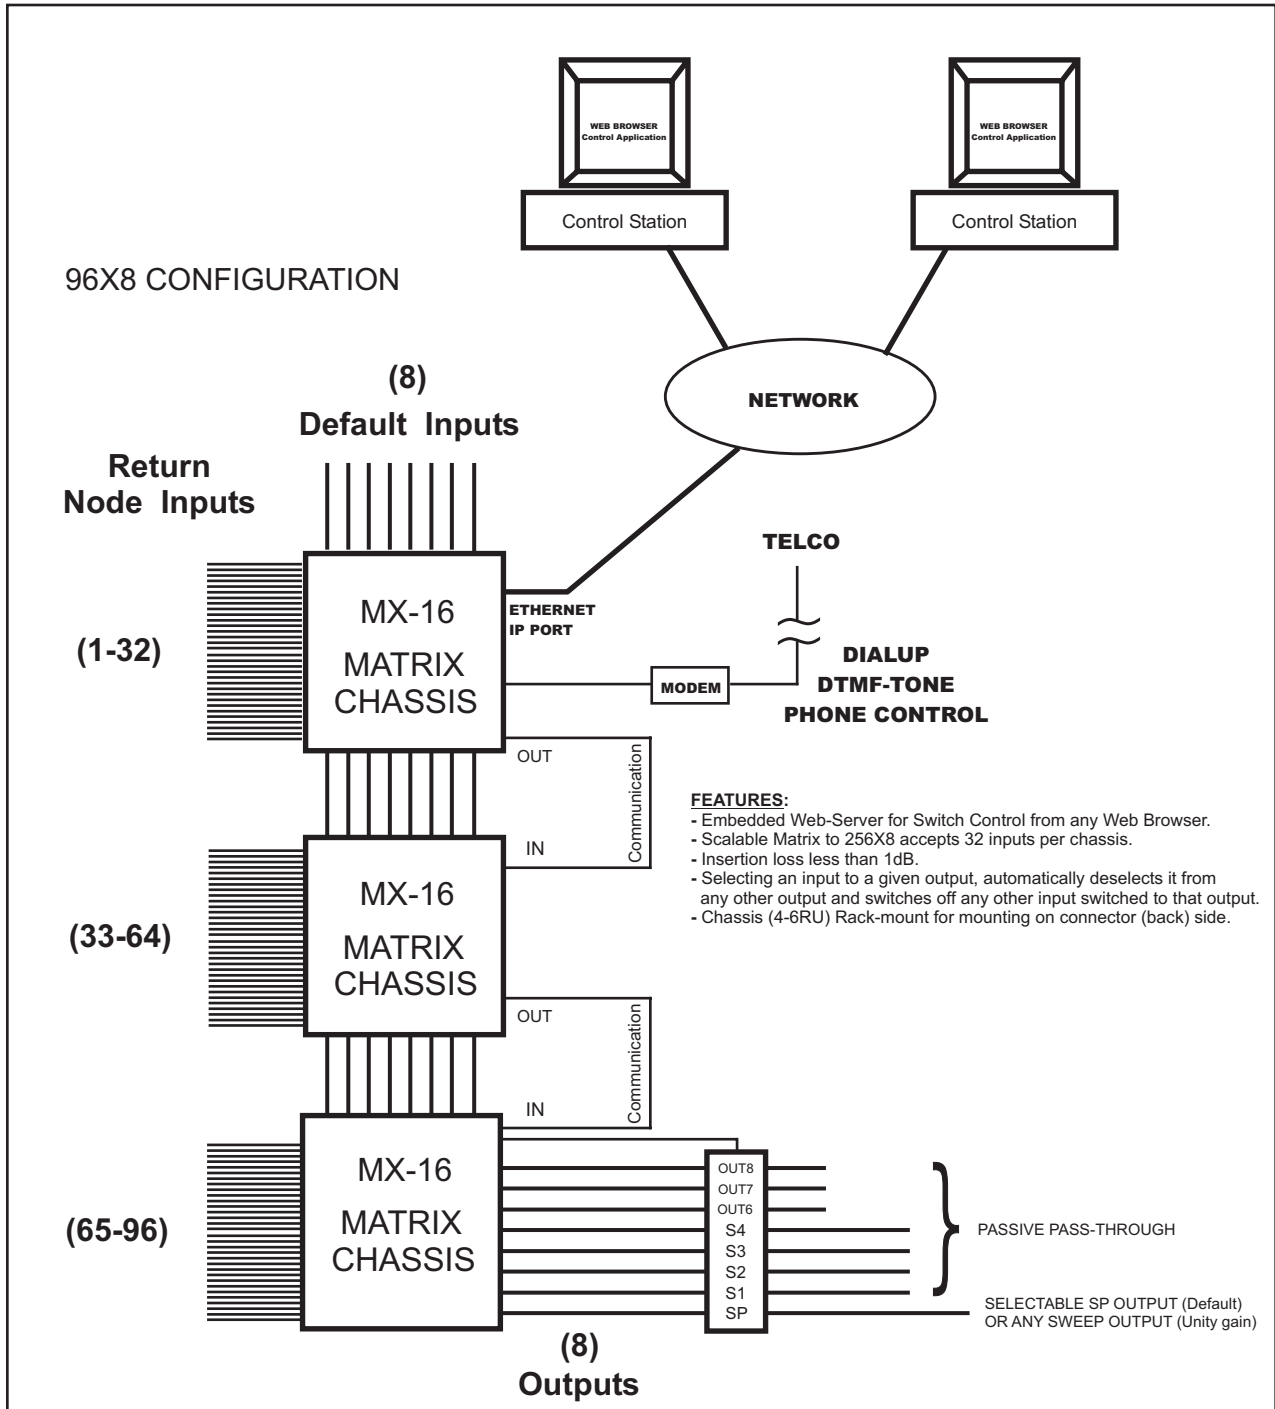 WEB BROWSER
Control Application
WEB BROWSER
Control Application
Control Station
Control Station
96X8 CONFIGURATION
(8)
Default Inputs
NETWORK
Return
Node Inputs
TELCO
MX-16
MATRIX
CHASSIS
ETHERNET
IP PORT
(1-32)
MODEM
DIALUP
DTMF-TONE
PHONE CONTROL
OUT
IN
Communication
FEATURES:
- Embedded Web-Server for Switch Control from any Web Browser.
- Scalable Matrix to 256X8 accepts 32 inputs per chassis.
- Insertion loss less than 1dB.
- Selecting an input to a given output, automatically deselects it from
any other output and switches off any other input switched to that output.
- Chassis (4-6RU) Rack-mount for mounting on connector (back) side.
MX-16
MATRIX
CHASSIS
(33-64)
OUT
IN
Communication
MX-16
MATRIX
CHASSIS
(65-96)
OUT8
OUT7
OUT6
S4
S3
S2
S1
SP
PASSIVE PASS-THROUGH
SELECTABLE SP OUTPUT (Default)
OR ANY SWEEP OUTPUT (Unity gain)
(8)
Outputs